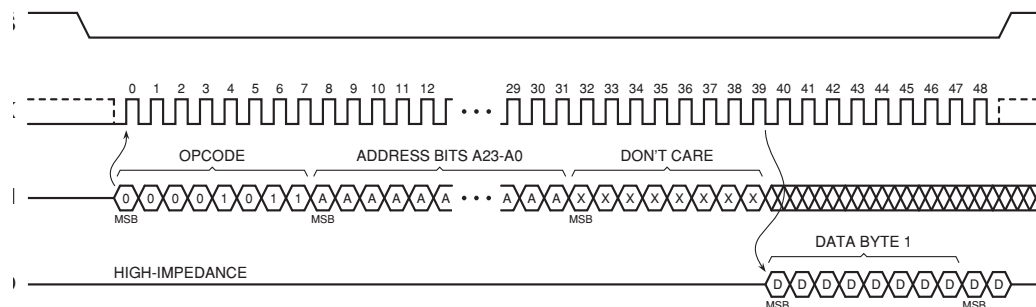 0 1 2 3 4 5 6 7 8 9 10 11 12 29 30 31 32 33 34 35 36 37 38 39 40 41 42 43 44 45 46 47 48
OPCODE ADDRESS BITS A23-A0 DON'T CARE
0 0 0 0 1 0 1 1 A A A A A A A A A X X X X X X X X
MSB MSB MSB
DATA BYTE 1
HIGH-IMPEDANCE
D D D D D D D D D D
MSB MSB